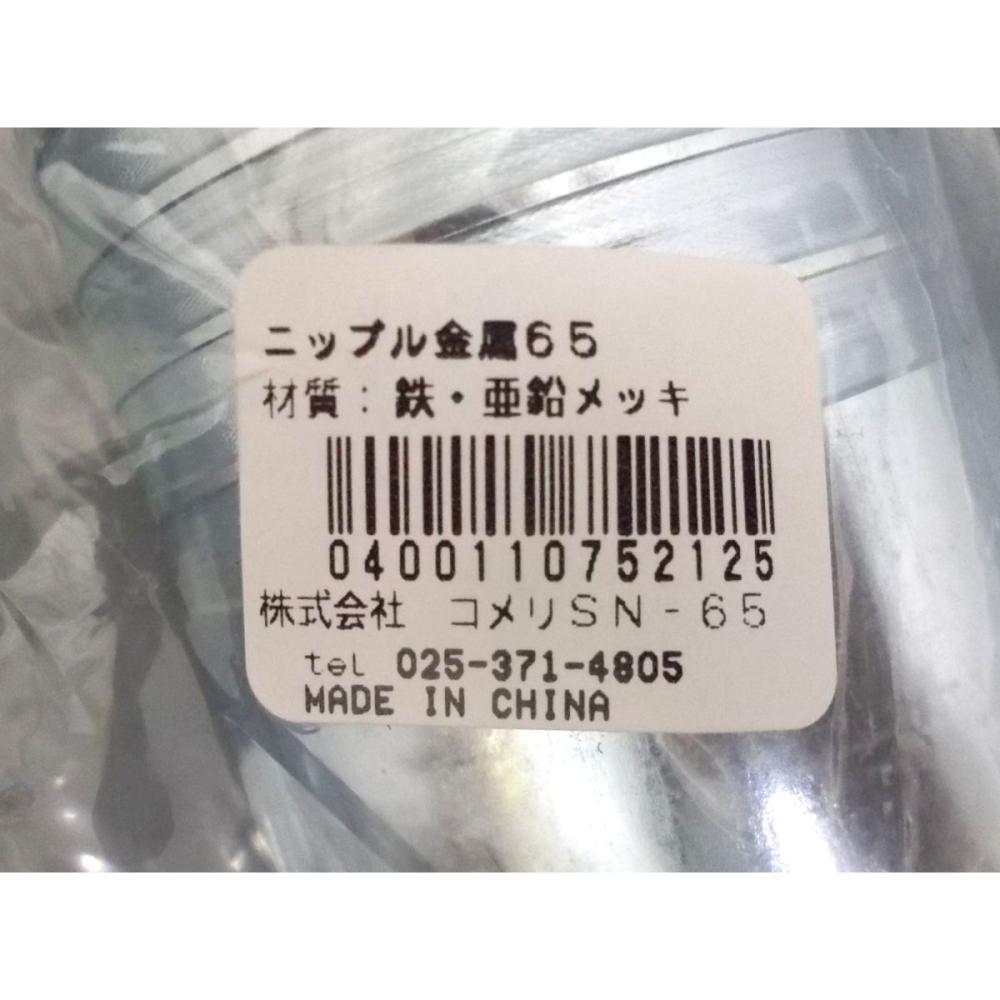 ニップル金属65
材質：鉄・亜鉛メッキ
0400110752125
株式会社 コメリSN-65
tel 025-371-4805
MADE IN CHINA